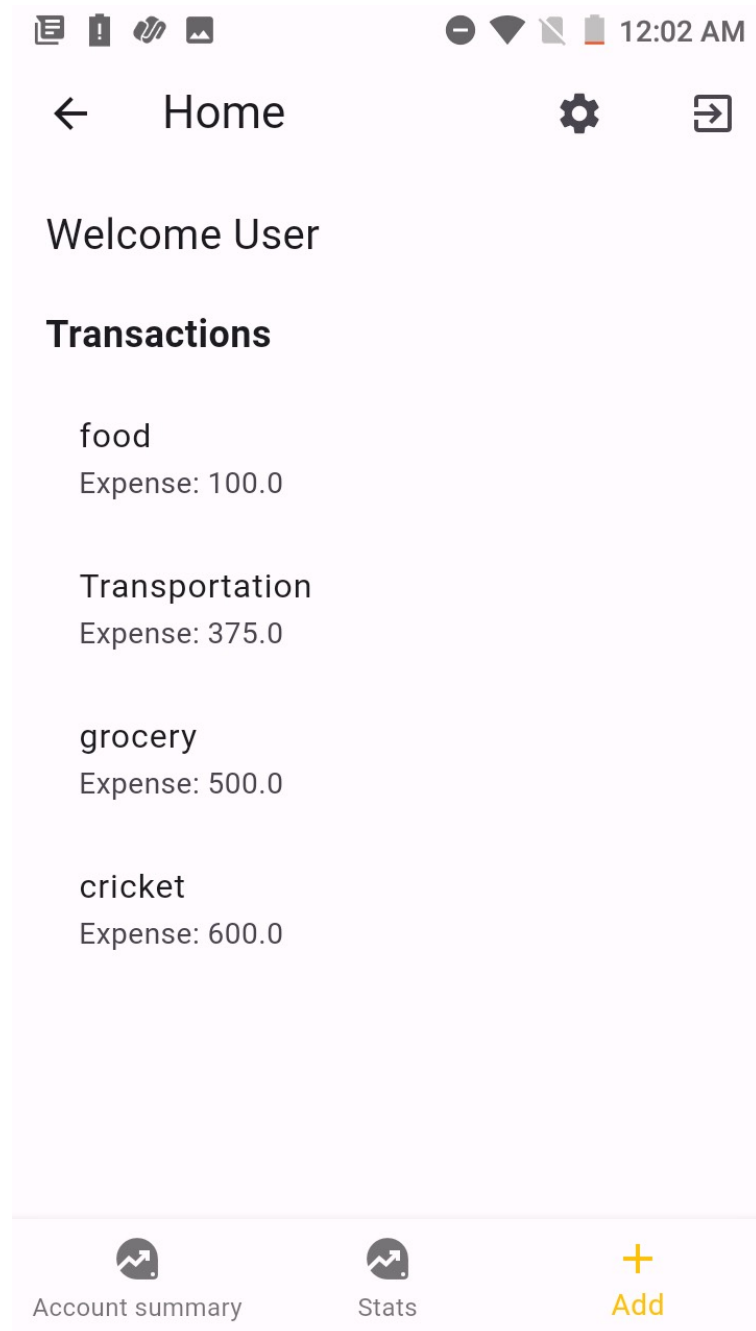 12:02 AM
Home
Welcome User
Transactions
food
Expense: 100.0
Transportation
Expense: 375.0
grocery
Expense: 500.0
cricket
Expense: 600.0
Account summary
Stats
Add